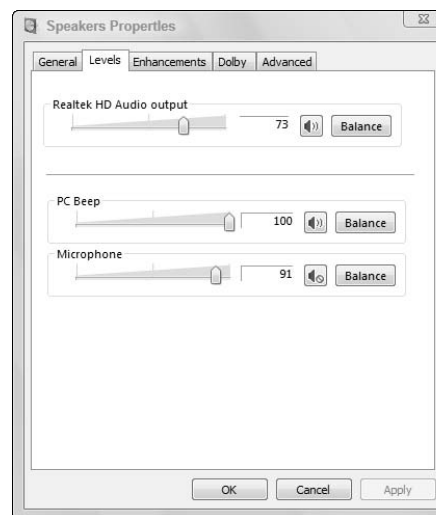 Speakers Properties
General Levels Enhancements Dolby Advanced
Realtek HD Audio output
73 Balance
PC Beep
100 Balance
Microphone
91 Balance
OK Cancel Apply